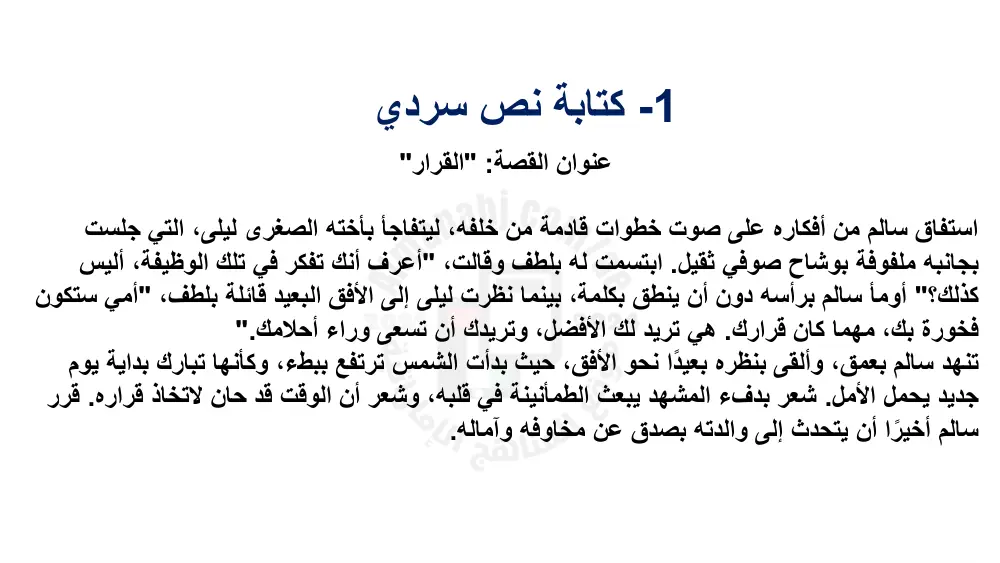 1- كتابة نص سردي
عنوان القصة: "القرار"
استفاق سالم من أفكاره على صوت خطوات قادمة من خلفه، ليتفاجأ بأخته الصغرى ليلى، التي جلست
بجانبه ملفوفة بوشاح صوفي ثقيل. ابتسمت له بلطف وقالت، "أعرف أنك تفكر في تلك الوظيفة، أليس
كذلك؟" أومأ سالم برأسه دون أن ينطق بكلمة، بينما نظرت ليلى إلى الأفق البعيد قائلة بلطف، "أمي ستكون
فخورة بك، مهما كان قرارك. هي تريد لك الأفضل، وتريدك أن تسعى وراء أحلامك."
تنهد سالم بعمق، وألقى بنظره بعيدًا نحو الأفق، حيث بدأت الشمس ترتفع ببطء، وكأنها تبارك بداية يوم
جديد يحمل الأمل. شعر بدفء المشهد يبعث الطمأنينة في قلبه، وشعر أن الوقت قد حان لاتخاذ قراره. قرر
سالم أخيرًا أن يتحدث إلى والدته بصدق عن مخاوفه وآماله.